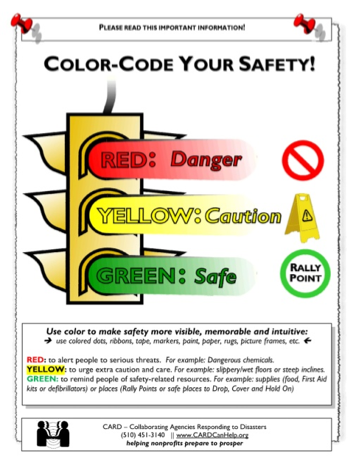 PLEASE READ THIS IMPORTANT INFORMATION!
COLOR-CODE YOUR SAFETY!
RED: Danger
YELLOW: Caution
GREEN: Safe
RALLY
POINT
Use color to make safety more visible, memorable and intuitive:
➔ use colored dots, ribbons, tape, markers, paint, paper, rugs, picture frames, etc. ←
RED: to alert people to serious threats. For example: Dangerous chemicals.
YELLOW: to urge extra caution and care. For example: slippery/wet floors or steep inclines.
GREEN: to remind people of safety-related resources. For example: supplies (food, First Aid
kits or defibrillators) or places (Rally Points or safe places to Drop, Cover and Hold On)
CARD – Collaborating Agencies Responding to Disasters
(510) 451-3140 || www.CARDCanHelp.org
helping nonprofits prepare to prosper